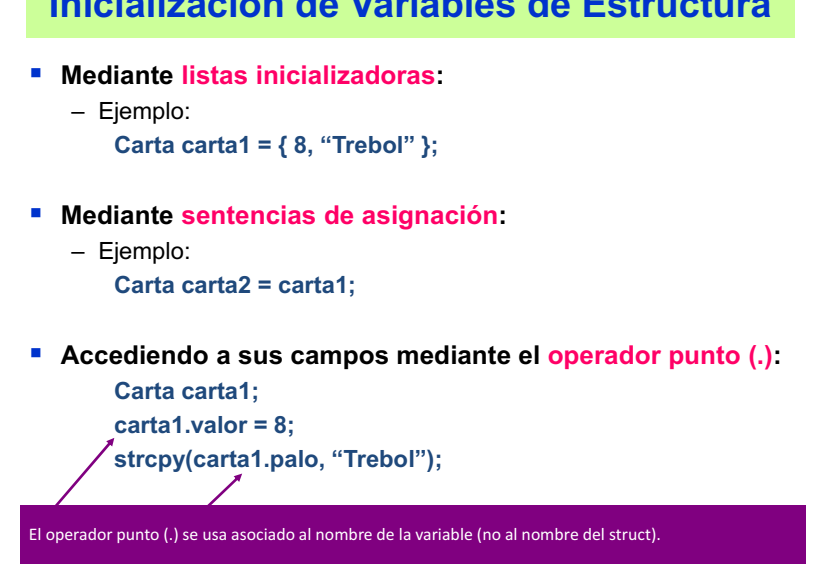 Inicialización de Variables de Estructura
▪ Mediante listas inicializadoras:
– Ejemplo:
Carta carta1 = { 8, “Trebol” };
▪ Mediante sentencias de asignación:
– Ejemplo:
Carta carta2 = carta1;
▪ Accediendo a sus campos mediante el operador punto (.):
Carta carta1;
carta1.valor = 8;
strcpy(carta1.palo, “Trebol”);
El operador punto (.) se usa asociado al nombre de la variable (no al nombre del struct).